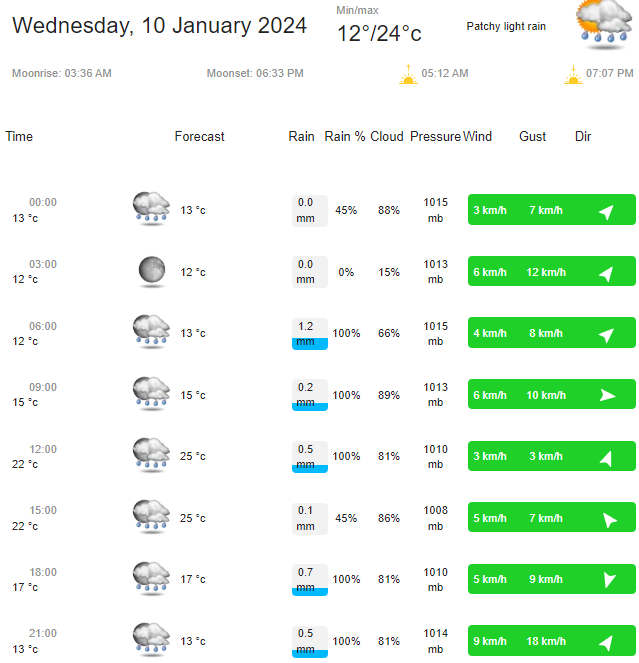 Wednesday, 10 January 2024
Min/max
12°/24°c
Patchy light rain
Moonrise: 03:36 AM Moonset: 06:33 PM 05:12 AM 07:07 PM
Time Forecast Rain Rain % Cloud Pressure Wind Gust Dir
00:00
13 °c 13 °c 0.0 mm 45% 88% 1015 mb 3 km/h 7 km/h
03:00
12 °c 12 °c 0.0 mm 0% 15% 1013 mb 6 km/h 12 km/h
06:00
12 °c 13 °c 1.2 mm 100% 66% 1015 mb 4 km/h 8 km/h
09:00
15 °c 15 °c 0.2 mm 100% 89% 1013 mb 6 km/h 10 km/h
12:00
22 °c 25 °c 0.5 mm 100% 81% 1010 mb 3 km/h 3 km/h
15:00
22 °c 25 °c 0.1 mm 45% 86% 1008 mb 5 km/h 7 km/h
18:00
17 °c 17 °c 0.7 mm 100% 81% 1010 mb 5 km/h 9 km/h
21:00
13 °c 13 °c 0.5 mm 100% 81% 1014 mb 9 km/h 18 km/h